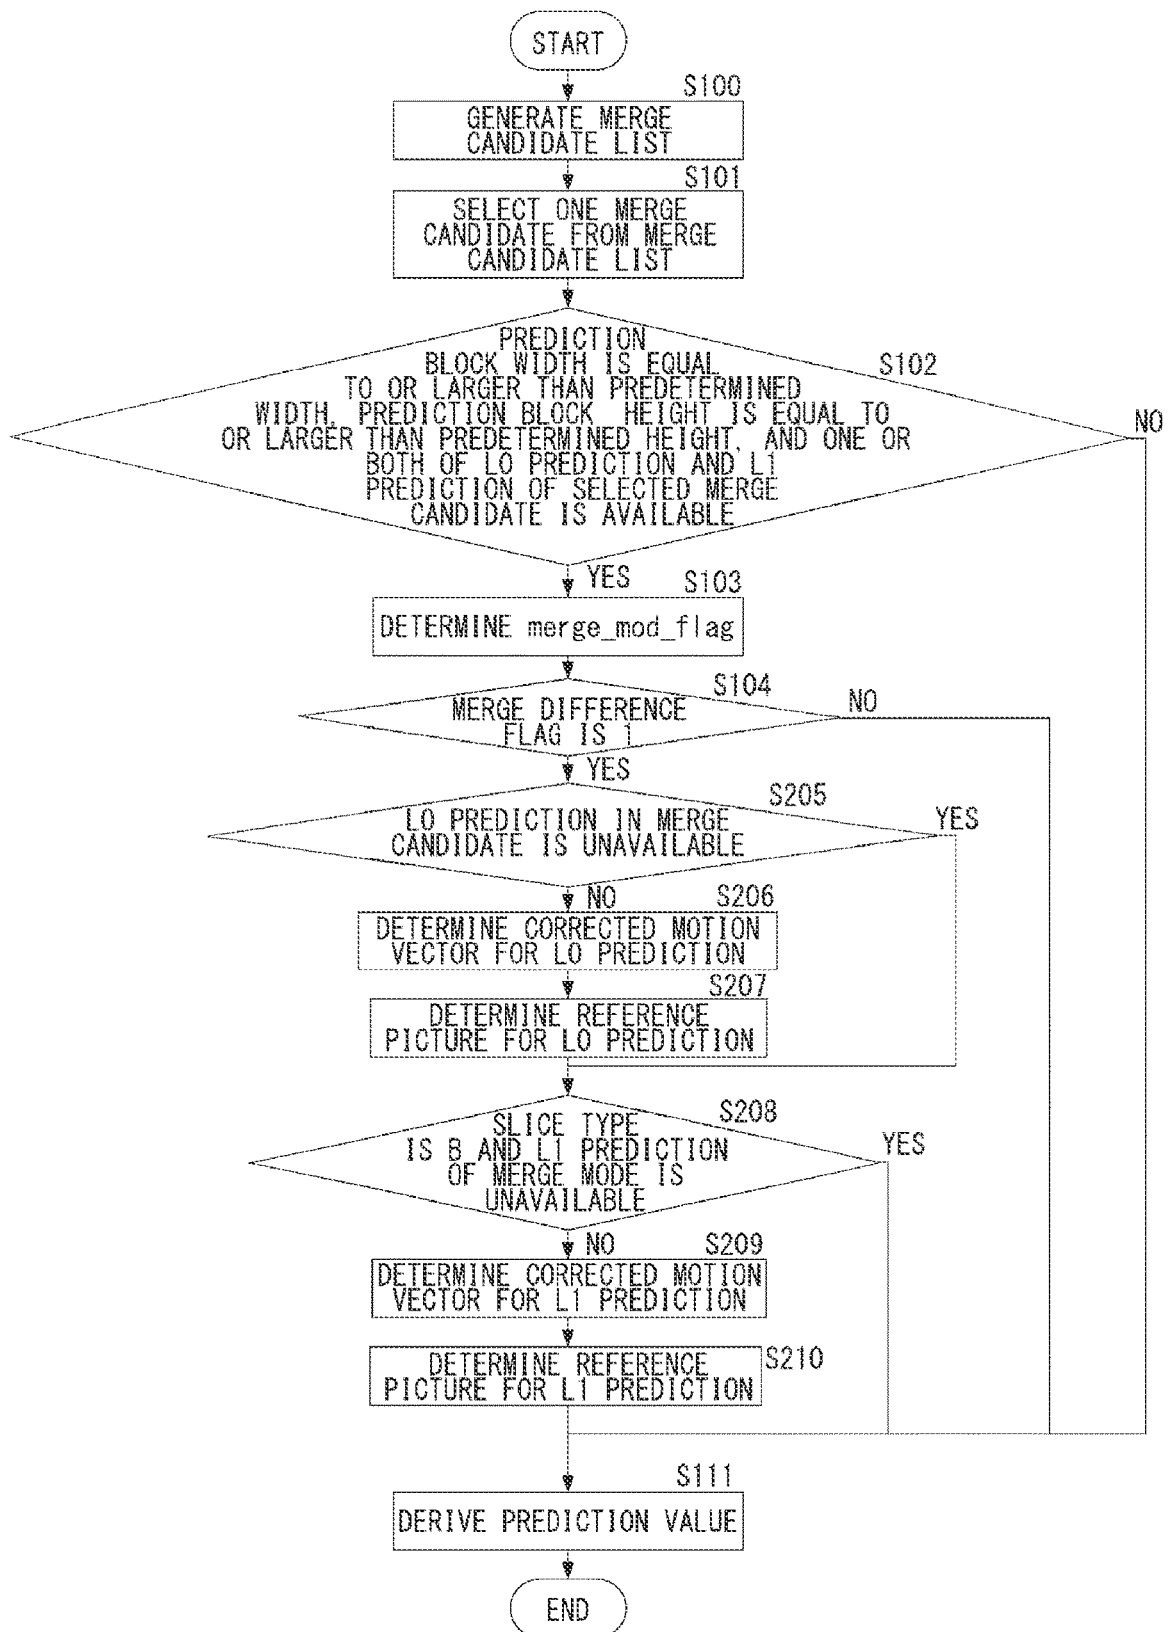 START
S100
GENERATE MERGE
CANDIDATE LIST
S101
SELECT ONE MERGE
CANDIDATE FROM MERGE
CANDIDATE LIST
S102
PREDICTION
BLOCK WIDTH IS EQUAL
TO OR LARGER THAN PREDETERMINED
WIDTH, PREDICTION BLOCK HEIGHT IS EQUAL TO
OR LARGER THAN PREDETERMINED HEIGHT, AND ONE OR
BOTH OF L0 PREDICTION AND L1
PREDICTION OF SELECTED MERGE
CANDIDATE IS AVAILABLE
NO
YES
S103
DETERMINE merge_mod_flag
S104
MERGE DIFFERENCE
FLAG IS 1
NO
YES
S205
L0 PREDICTION IN MERGE
CANDIDATE IS UNAVAILABLE
YES
NO
S206
DETERMINE CORRECTED MOTION
VECTOR FOR L0 PREDICTION
S207
DETERMINE REFERENCE
PICTURE FOR L0 PREDICTION
S208
SLICE TYPE
IS B AND L1 PREDICTION
OF MERGE MODE IS
UNAVAILABLE
YES
NO
S209
DETERMINE CORRECTED MOTION
VECTOR FOR L1 PREDICTION
S210
DETERMINE REFERENCE
PICTURE FOR L1 PREDICTION
S111
DERIVE PREDICTION VALUE
END